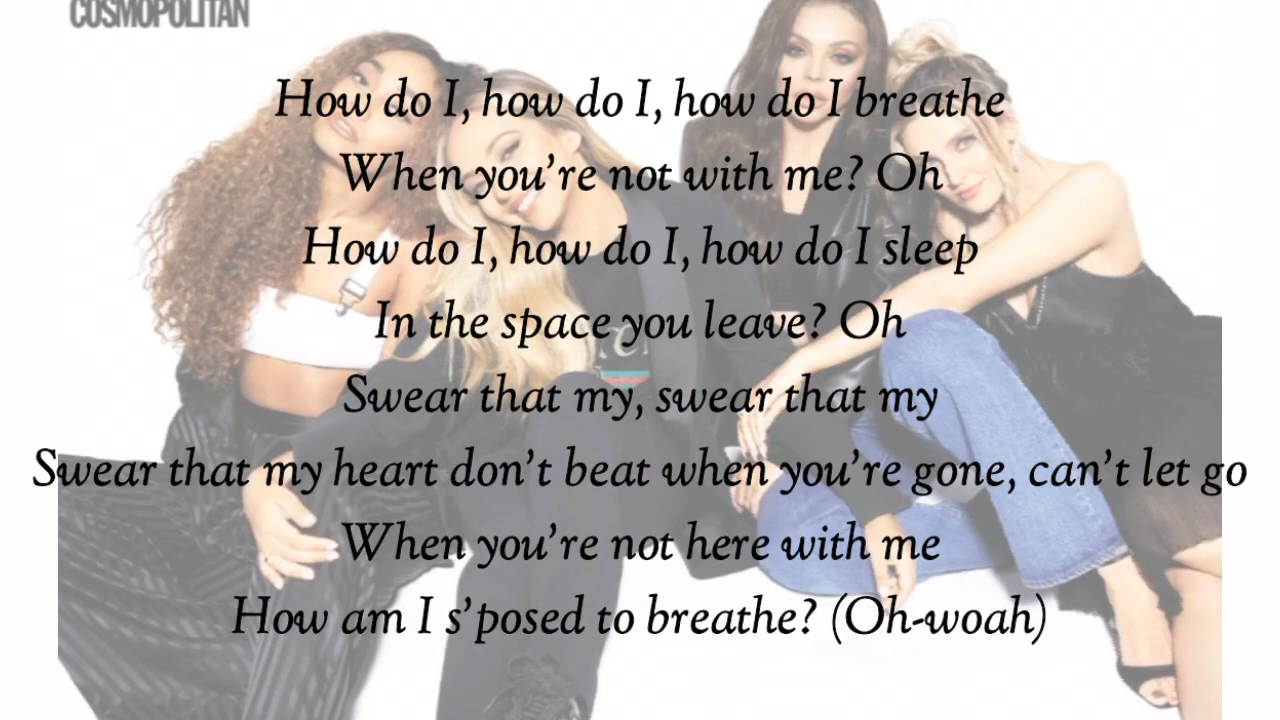 COSMOPOLITAN
How do I, how do I, how do I breathe
When you’re not with me? Oh
How do I, how do I, how do I sleep
In the space you leave? Oh
Swear that my, swear that my
Swear that my heart don’t beat when you’re gone, can’t let go
When you’re not here with me
How am I s’posed to breathe? (Oh-woah)